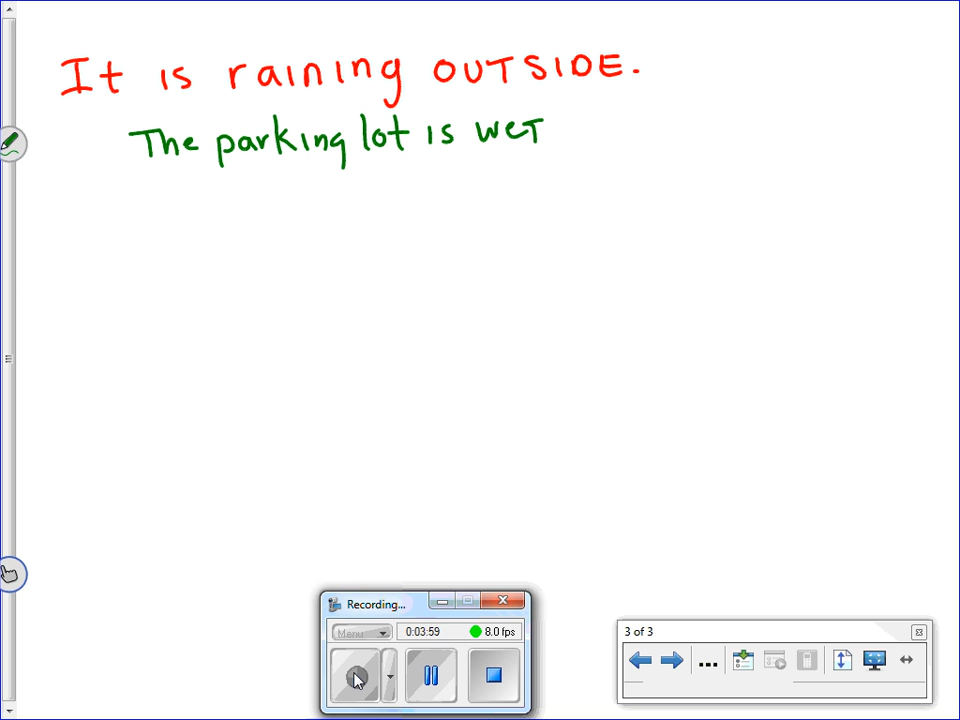 It is raining OUTSIDE.
The parking lot is wET
Recording...
Menu
0:03:59
8.0 fps
3 of 3